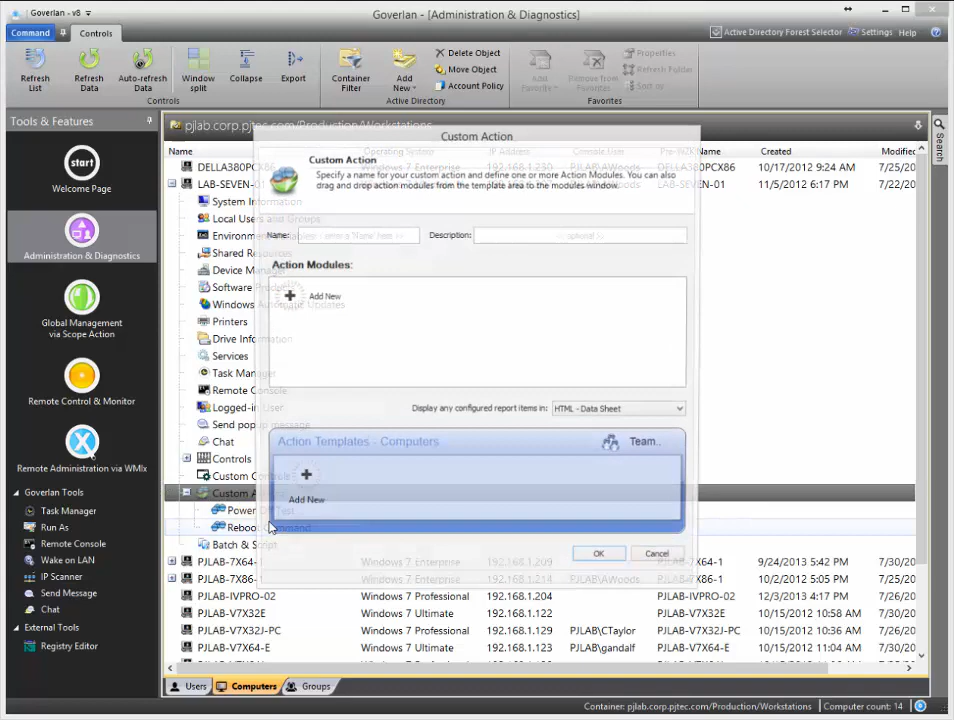 Goverlan - v8
Goverlan - [Administration & Diagnostics]
Command
Controls
Active Directory Forest Selector
Settings
Help
Refresh List
Refresh Data
Auto-refresh Data
Window split
Collapse
Export
Container Filter
Add New
Delete Object
Move Object
Account Policy
Add Favorite
Remove from Favorites
Properties
Refresh Folder
Sort by
Controls
Active Directory
Favorites
Tools & Features
start
Welcome Page
Administration & Diagnostics
Global Management via Scope Action
Remote Control & Monitor
Remote Administration via WMIx
Goverlan Tools
Task Manager
Run As
Remote Console
Wake on LAN
IP Scanner
Send Message
Chat
External Tools
Registry Editor
pjlab.corp.pjtec.com/Production/Workstations
Search
Name Operating System IP Address Console User Name Created Modified
DELLA380PCX86 Windows 7 Enterprise 192.168.1.230 PJLAB\AWoods DELLA380PCX86 10/17/2012 9:24 AM 7/25/20
LAB-SEVEN-01 LAB-SEVEN-01 11/5/2012 6:17 PM 7/22/20
System Information
Local Users and Groups
Environment Variables
Shared Resources
Device Manager
Software
Windows Automatic Updates
Printers
Drive Information
Services
Task Manager
Remote Console
Logged-in User
Send popup message
Chat
Controls
Custom Controls
Custom
Power
Reboot Command
Batch & Script
PJLAB-7X64-1 Windows 7 Enterprise 192.168.1.209 9/24/2013 5:42 PM 7/30/20
PJLAB-7X86-1 Windows 7 Enterprise 192.168.1.214 PJLAB\AWoods 10/2/2012 5:05 PM 7/25/20
PJLAB-IVPRO-02 Windows 7 Professional 192.168.1.204 PJLAB-IVPRO-02 12/3/2013 4:17 PM 7/26/20
PJLAB-V7X32E Windows 7 Ultimate 192.168.1.122 PJLAB-V7X32E 10/15/2012 10:58 AM 7/30/20
PJLAB-V7X32J-PC Windows 7 Professional 192.168.1.129 PJLAB\CTaylor PJLAB-V7X32J-PC 10/15/2012 10:36 AM 7/30/20
PJLAB-V7X64-E Windows 7 Ultimate 192.168.1.148 PJLAB\gandalf PJLAB-V7X64-E 10/15/2012 11:04 AM 7/30/20
Custom Action
Custom Action
Specify a name for your custom action and define one or more Action Modules. You can also
drag and drop action modules from the template area to the modules window.
Name:
Description:
Action Modules:
Add New
Display any configured report items in: HTML - Data Sheet
Action Templates - Computers
Team..
Add New
OK
Cancel
Users
Computers
Groups
Container: pjlab.corp.pjtec.com/Production/Workstations
Computer count: 14